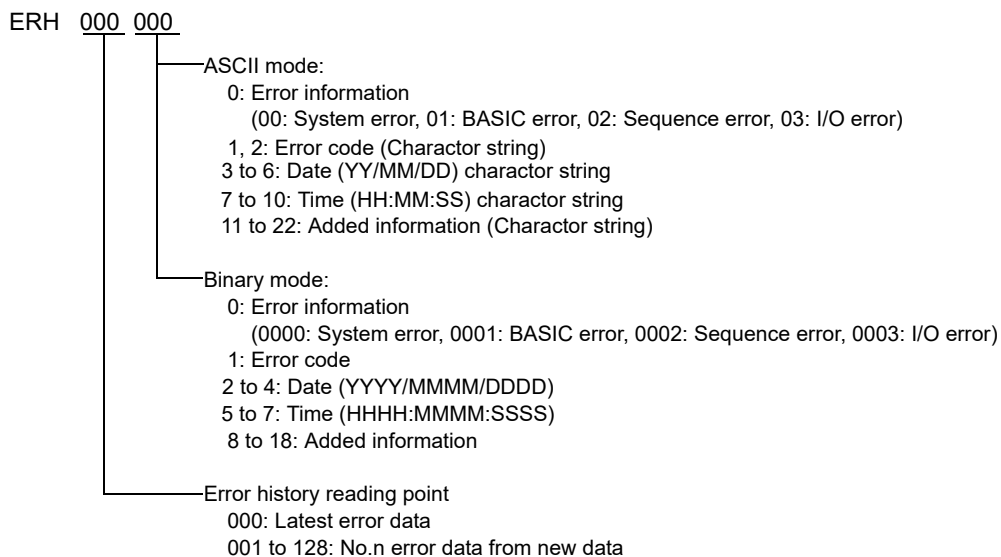 ERH 000 000
ASCII mode:
0: Error information
(00: System error, 01: BASIC error, 02: Sequence error, 03: I/O error)
1, 2: Error code (Charactor string)
3 to 6: Date (YY/MM/DD) charactor string
7 to 10: Time (HH:MM:SS) charactor string
11 to 22: Added information (Charactor string)
Binary mode:
0: Error information
(0000: System error, 0001: BASIC error, 0002: Sequence error, 0003: I/O error)
1: Error code
2 to 4: Date (YYYY/MMMM/DDDD)
5 to 7: Time (HHHH:MMMM:SSSS)
8 to 18: Added information
Error history reading point
000: Latest error data
001 to 128: No.n error data from new data